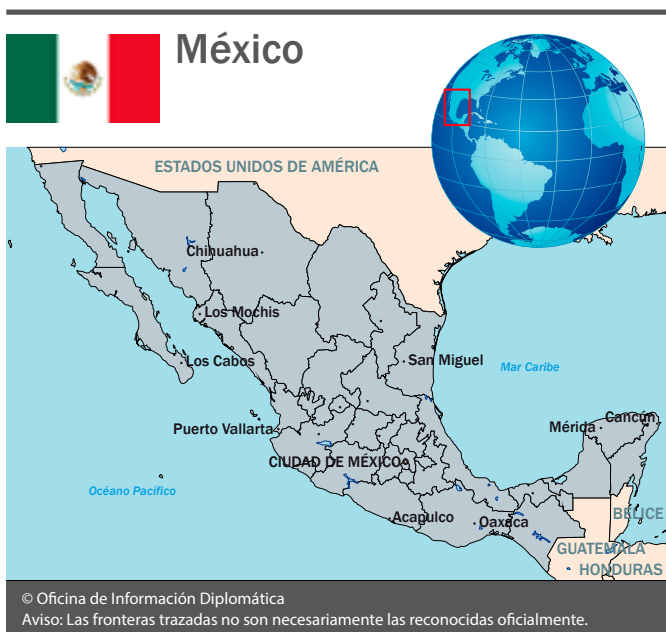 México
ESTADOS UNIDOS DE AMÉRICA
Chihuahua
Los Mochis
Los Cabos
San Miguel
Mar Caribe
Puerto Vallarta
Mérida
Cancún
CIUDAD DE MÉXICO
Océano Pacífico
Acapulco
Oaxaca
BELICE
GUATEMALA
HONDURAS
© Oficina de Información Diplomática
Aviso: Las fronteras trazadas no son necesariamente las reconocidas oficialmente.